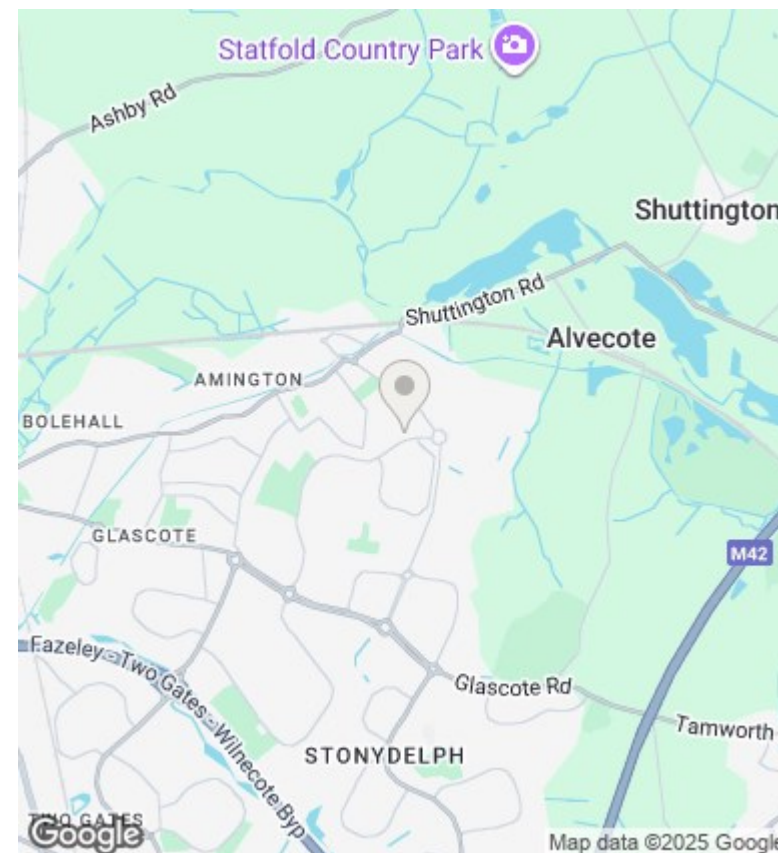 Statfold Country Park
Ashby Rd
Shuttington
Shuttington Rd
Alvecote
AMINGTON
BOLEHALL
GLASCOTE
M42
Fazeley - Two Gates - Wilnecote Byp
Glascote Rd
Tamworth
STONYDELPH
TWO GATES
Google
Map data ©2025 Google